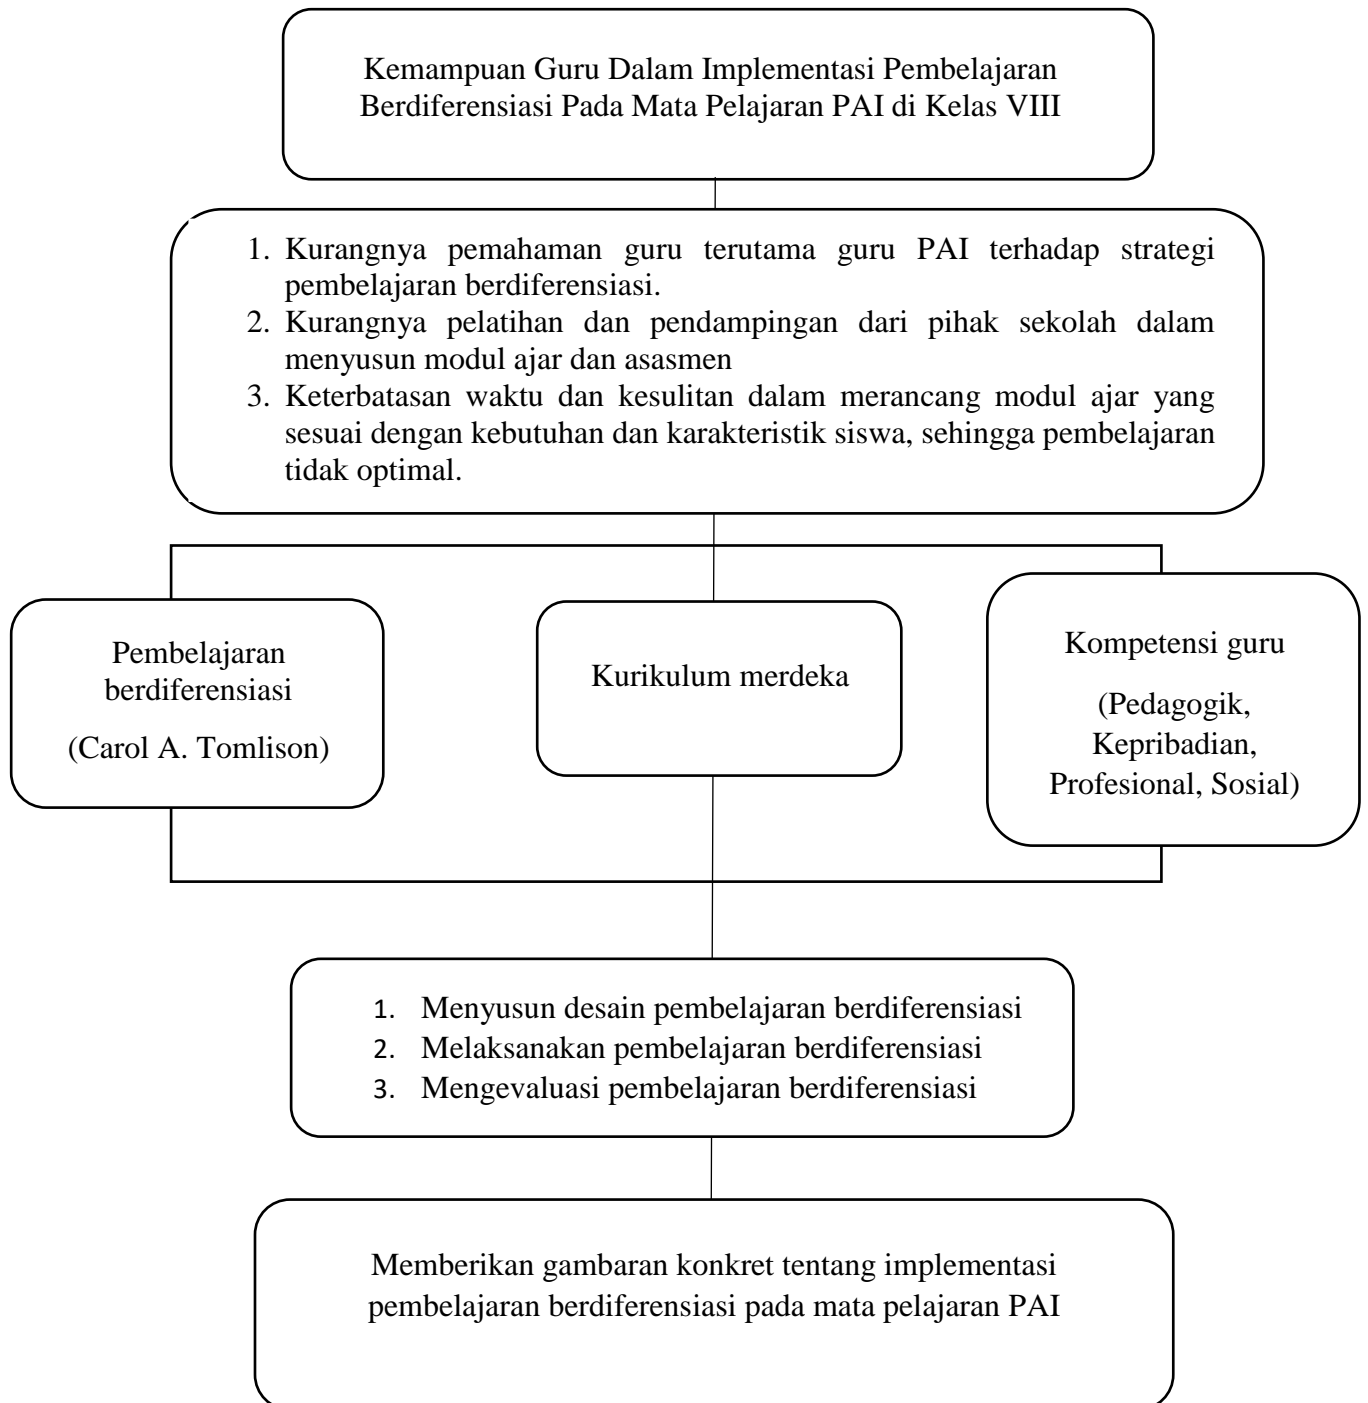 Kemampuan Guru Dalam Implementasi Pembelajaran
Berdiferensiasi Pada Mata Pelajaran PAI di Kelas VIII
1. Kurangnya pemahaman guru terutama guru PAI terhadap strategi
pembelajaran berdiferensiasi.
2. Kurangnya pelatihan dan pendampingan dari pihak sekolah dalam
menyusun modul ajar dan asasmen
3. Keterbatasan waktu dan kesulitan dalam merancang modul ajar yang
sesuai dengan kebutuhan dan karakteristik siswa, sehingga pembelajaran
tidak optimal.
Pembelajaran
berdiferensiasi
(Carol A. Tomlison)
Kurikulum merdeka
Kompetensi guru
(Pedagogik,
Kepribadian,
Profesional, Sosial)
1. Menyusun desain pembelajaran berdiferensiasi
2. Melaksanakan pembelajaran berdiferensiasi
3. Mengevaluasi pembelajaran berdiferensiasi
Memberikan gambaran konkret tentang implementasi
pembelajaran berdiferensiasi pada mata pelajaran PAI